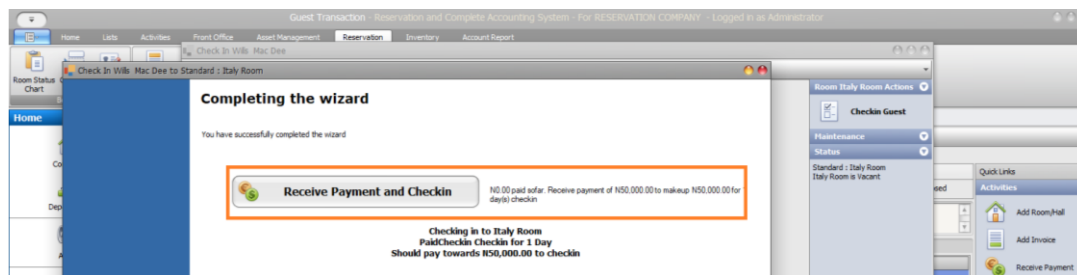 Guest Transaction - Reservation and Complete Accounting System - For RESERVATION COMPANY - Logged in as Administrator
Home Lists Activities Front Office Asset Management Reservation Inventory Account Report
Check In Wils Mac Dee
Room Status
Chart
Check In Wils Mac Dee to Standard : Italy Room
Home
Completing the wizard
You have successfully completed the wizard
Receive Payment and Checkin
N0.00 paid sofar. Receive payment of N50,000.00 to makeup N50,000.00 for
day(s) checkin
Checking in to Italy Room
PaidCheckin Checkin for 1 Day
Should pay towards N50,000.00 to checkin
Room Italy Room Actions
Checkin Guest
Maintenance
Status
Standard : Italy Room
Italy Room is Vacant
Quick Links
Activities
Add Room/Hall
Add Invoice
Receive Payment